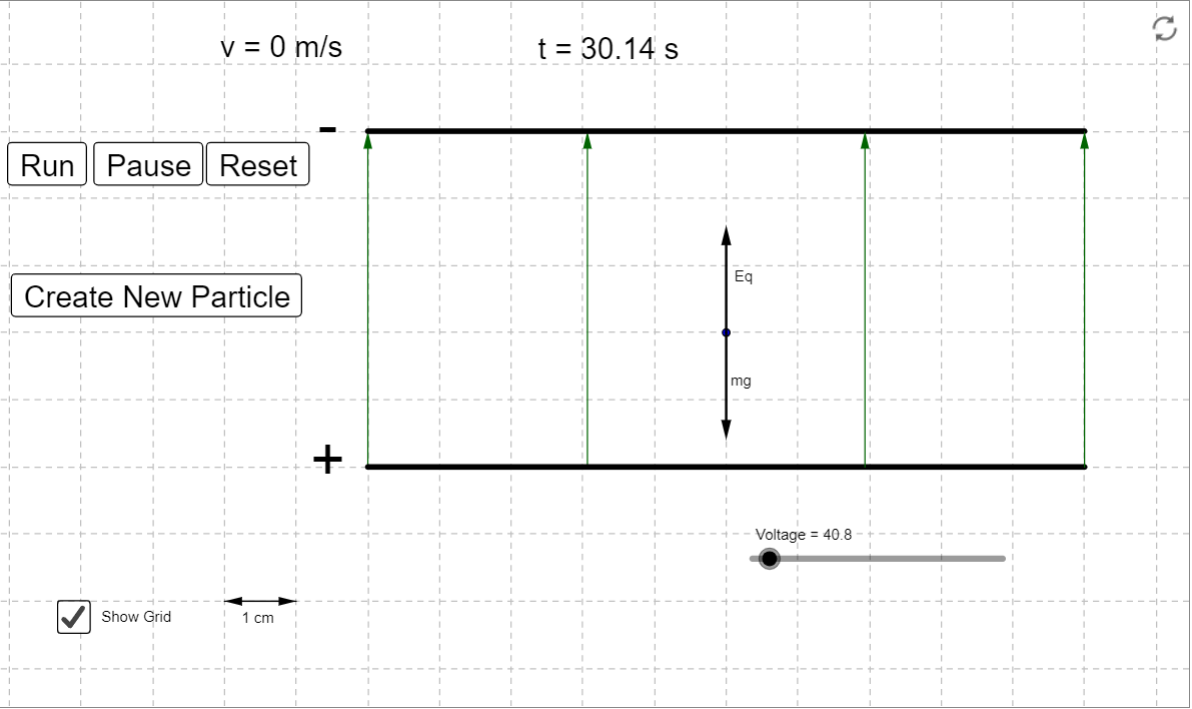 v = 0 m/s
t = 30.14 s
-
Run
Pause
Reset
Eq
Create New Particle
mg
+
Voltage = 40.8
Show Grid
1 cm